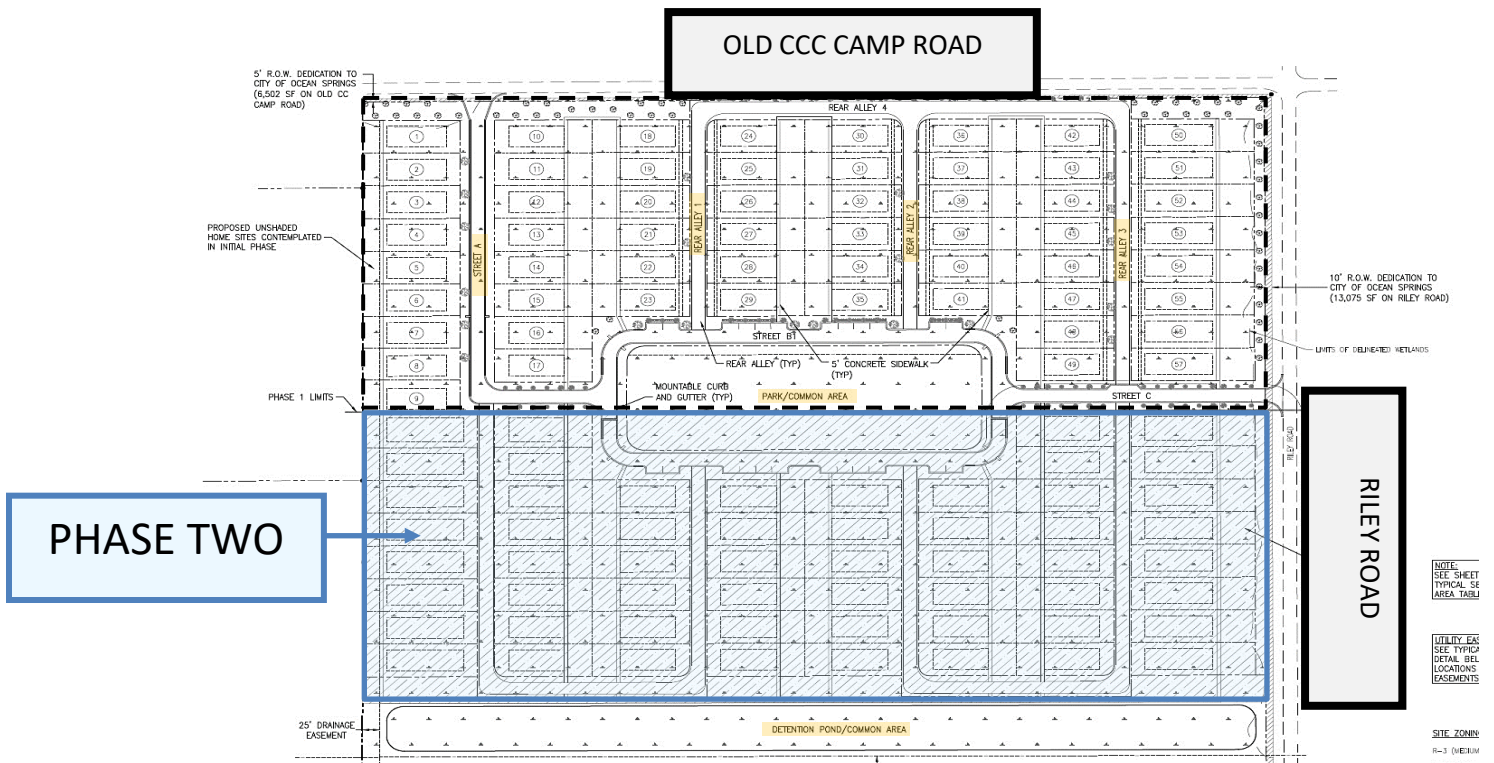 OLD CCC CAMP ROAD
5' R.O.W. DEDICATION TO
CITY OF OCEAN SPRINGS
(6,502 SF ON OLD CC
CAMP ROAD)
REAR ALLEY 4
1 10 18 24 30 36 42 50
2 11 19 25 31 37 43 51
3 12 20 26 32 38 44 52
4 13 21 27 33 39 45 53
5 14 22 28 34 40 46 54
6 15 23 29 35 41 47 55
7 16 48 56
8 17 49 57
9
STREET A
REAR ALLEY 1
REAR ALLEY 2
REAR ALLEY 3
PROPOSED UNSHADED
HOME SITES CONTEMPLATED
IN INITIAL PHASE
10' R.O.W. DEDICATION TO
CITY OF OCEAN SPRINGS
(13,075 SF ON RILEY ROAD)
STREET B1
LIMITS OF DELINEATED WETLANDS
REAR ALLEY (TYP)
5' CONCRETE SIDEWALK
(TYP)
MOUNTABLE CURB
AND GUTTER (TYP)
PARK/COMMON AREA
STREET C
PHASE 1 LIMITS
RILEY ROAD
RILEY ROAD
PHASE TWO
NOTE:
SEE SHEET
TYPICAL SE
AREA TABL
UTILITY EAS
SEE TYPICA
DETAIL BEL
LOCATIONS
EASEMENTS
25' DRAINAGE
EASEMENT
DETENTION POND/COMMON AREA
SITE ZONIN
R-3 (MEDIUM